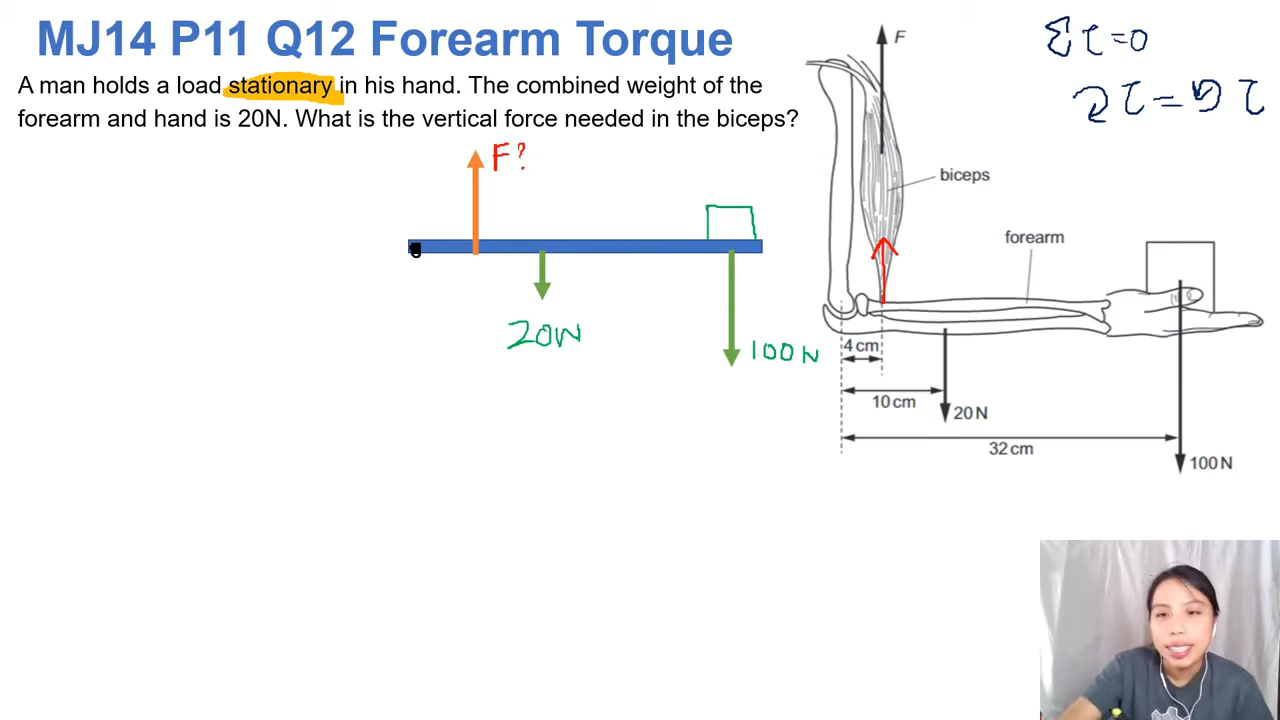 MJ14 P11 Q12 Forearm Torque
A man holds a load stationary in his hand. The combined weight of the
forearm and hand is 20N. What is the vertical force needed in the biceps?
Στ=0
↻τ=↺τ
F?
20N
100N
F
biceps
forearm
4 cm
10 cm
20 N
32 cm
100 N